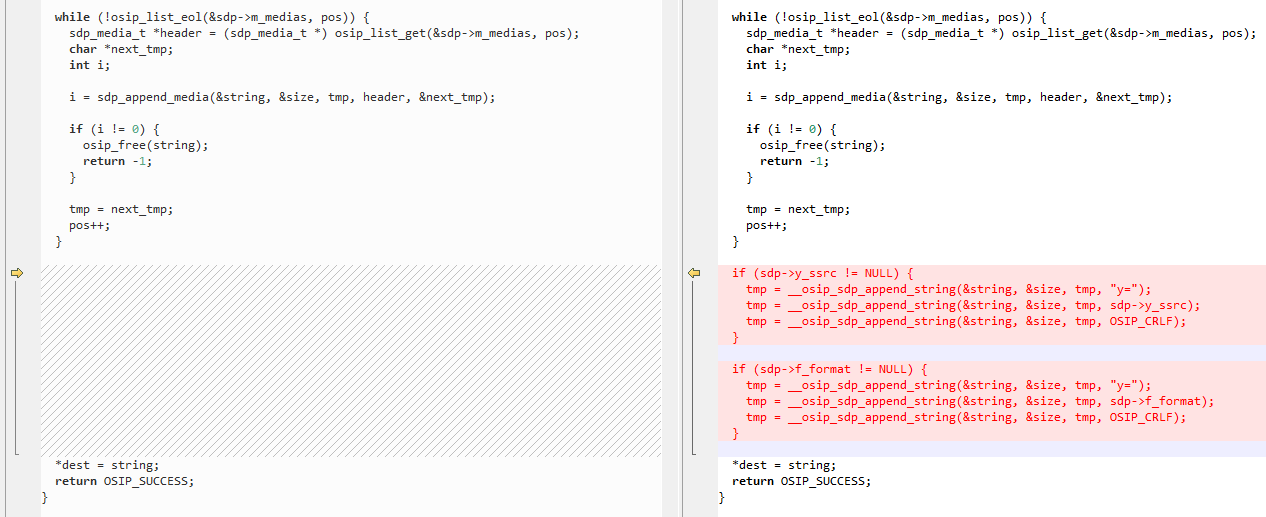 while (!osip_list_eol(&sdp->m_medias, pos)) {
sdp_media_t *header = (sdp_media_t *) osip_list_get(&sdp->m_medias, pos);
char *next_tmp;
int i;
i = sdp_append_media(&string, &size, tmp, header, &next_tmp);
if (i != 0) {
osip_free(string);
return -1;
}
tmp = next_tmp;
pos++;
}
*dest = string;
return OSIP_SUCCESS;
}
while (!osip_list_eol(&sdp->m_medias, pos)) {
sdp_media_t *header = (sdp_media_t *) osip_list_get(&sdp->m_medias, pos);
char *next_tmp;
int i;
i = sdp_append_media(&string, &size, tmp, header, &next_tmp);
if (i != 0) {
osip_free(string);
return -1;
}
tmp = next_tmp;
pos++;
}
if (sdp->y_ssrc != NULL) {
tmp = __osip_sdp_append_string(&string, &size, tmp, "y=");
tmp = __osip_sdp_append_string(&string, &size, tmp, sdp->y_ssrc);
tmp = __osip_sdp_append_string(&string, &size, tmp, OSIP_CRLF);
}
if (sdp->f_format != NULL) {
tmp = __osip_sdp_append_string(&string, &size, tmp, "y=");
tmp = __osip_sdp_append_string(&string, &size, tmp, sdp->f_format);
tmp = __osip_sdp_append_string(&string, &size, tmp, OSIP_CRLF);
}
*dest = string;
return OSIP_SUCCESS;
}